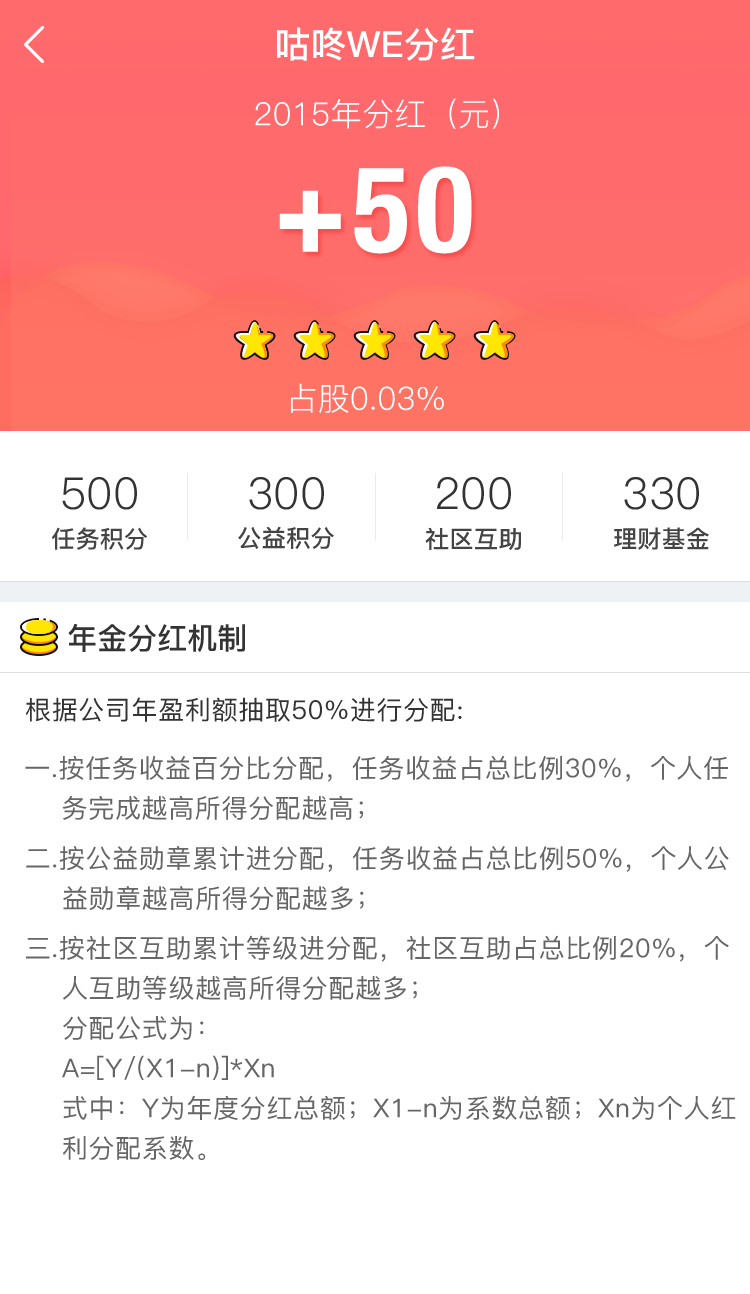 咕咚WE分红
2015年分红（元）
+50
占股0.03%
500
300
200
330
任务积分
公益积分
社区互助
理财基金
年金分红机制
根据公司年盈利额抽取50%进行分配:
一.按任务收益百分比分配，任务收益占总比例30%，个人任
务完成越高所得分配越高；
二.按公益勋章累计进分配，任务收益占总比例50%，个人公
益勋章越高所得分配越多；
三.按社区互助累计等级进分配，社区互助占总比例20%，个
人互助等级越高所得分配越多；
分配公式为：
A=[Y/(X1-n)]*Xn
式中：Y为年度分红总额；X1-n为系数总额；Xn为个人红
利分配系数。